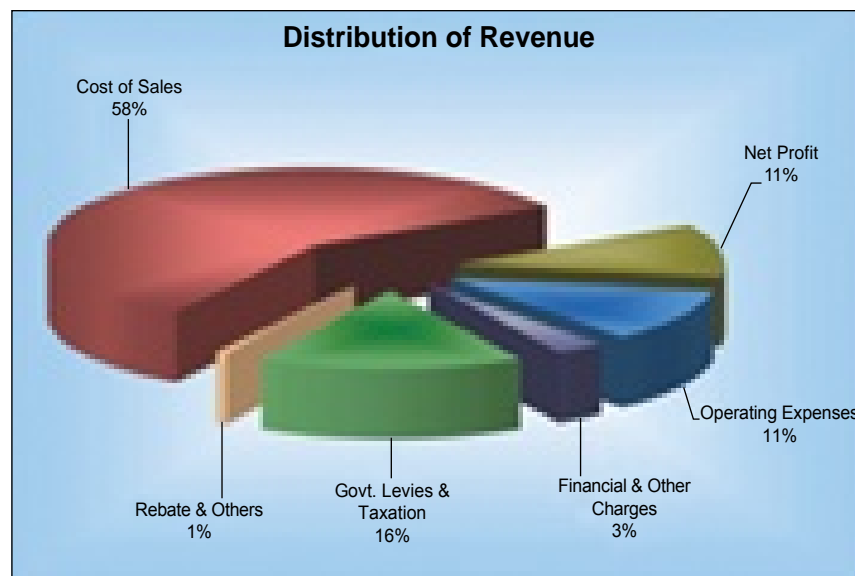 Distribution of Revenue
Cost of Sales
58%
Net Profit
11%
Operating Expenses
11%
Financial & Other
Charges
3%
Govt. Levies &
Taxation
16%
Rebate & Others
1%